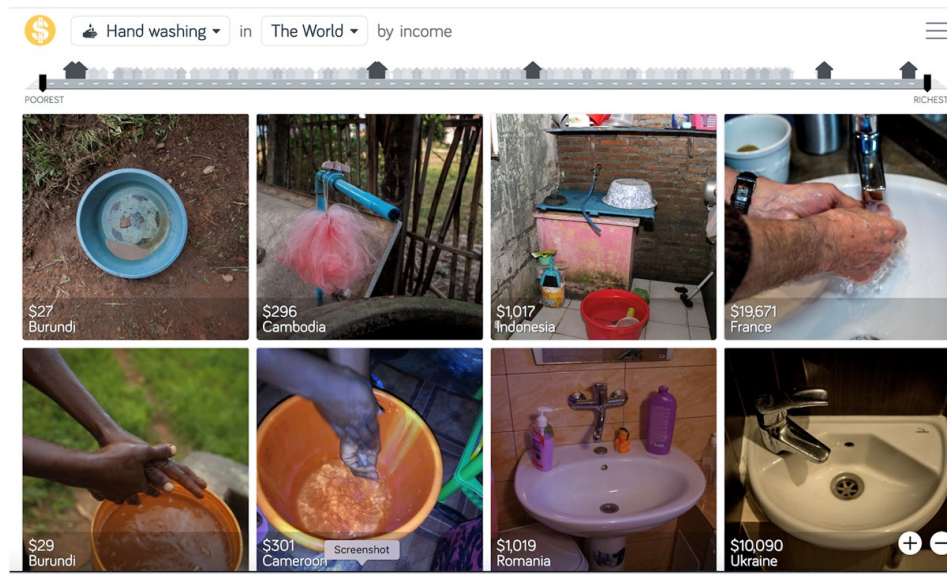 $
Hand washing in The World by income
POOREST
RICHEST
$27
Burundi
$296
Cambodia
$1,017
Indonesia
$19,671
France
$29
Burundi
$301
Cameroon
Screenshot
$1,019
Romania
$10,090
Ukraine